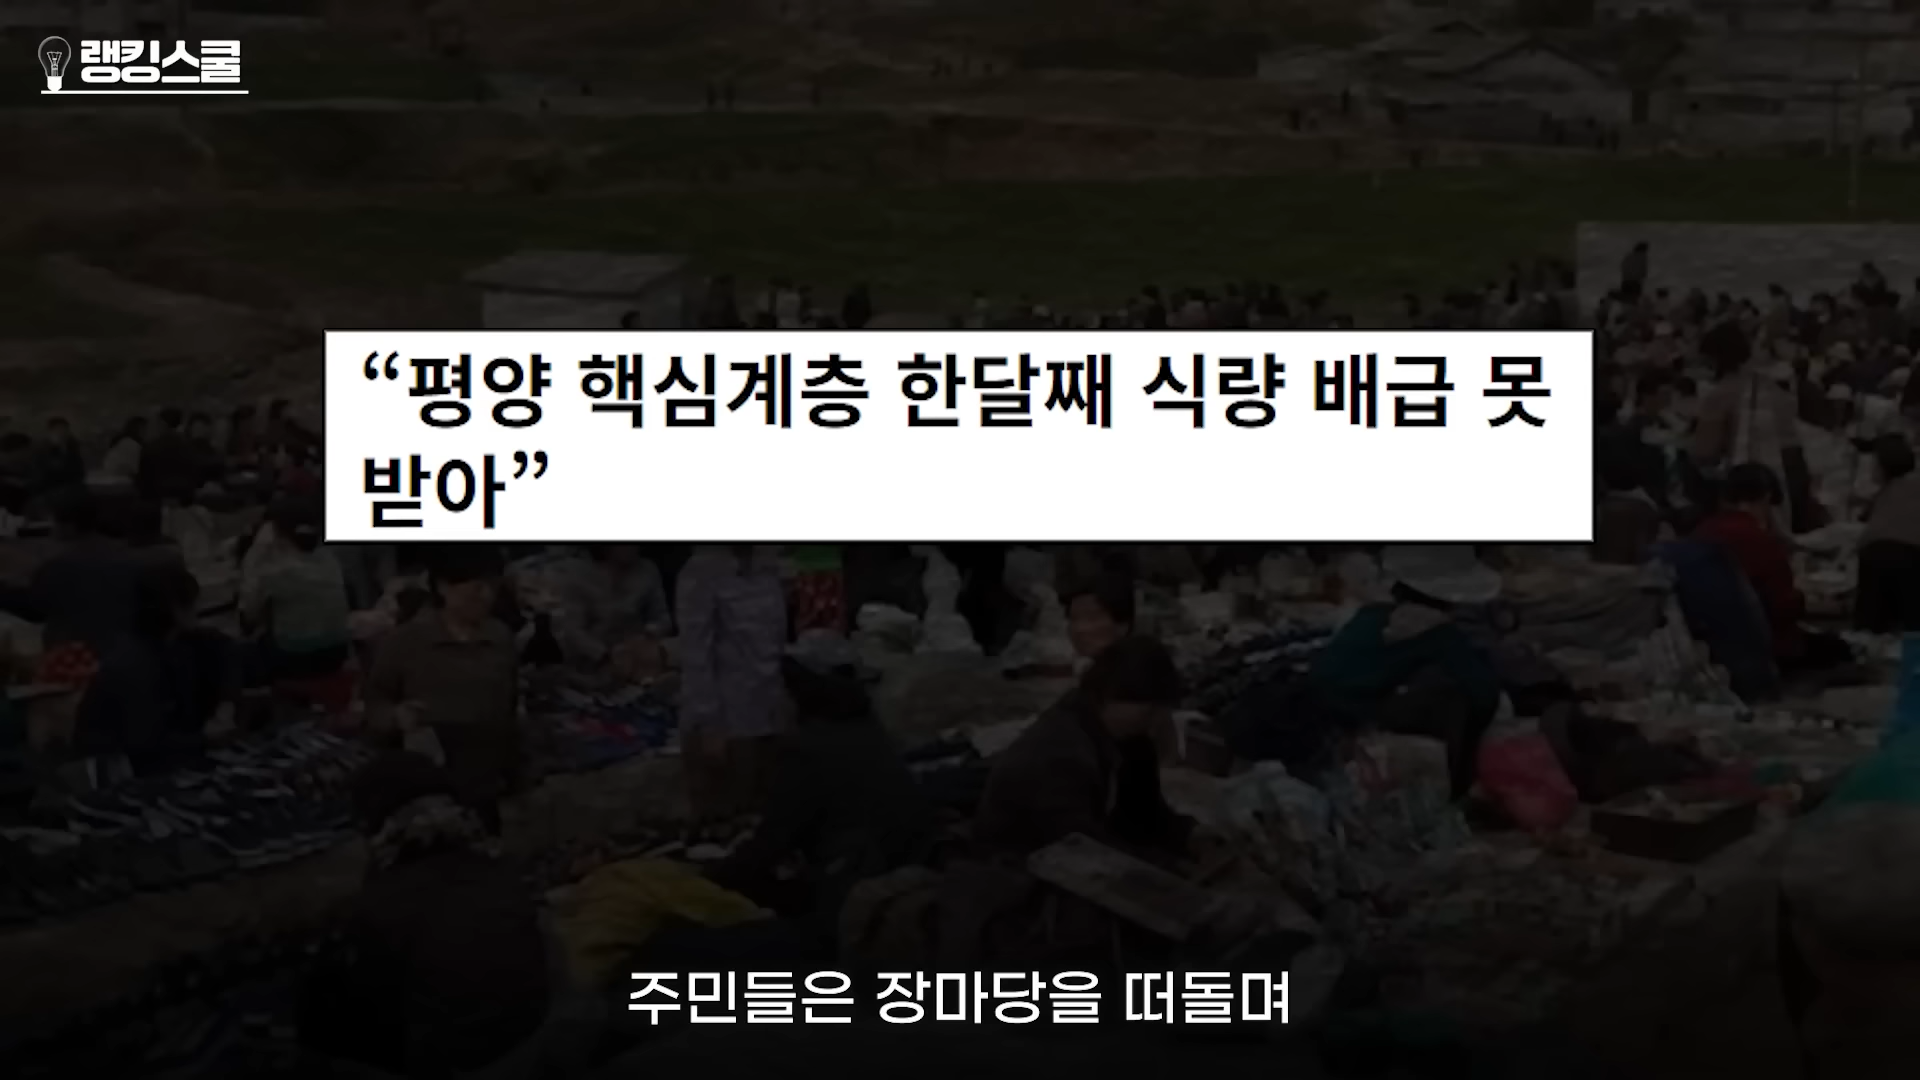 랭킹스쿨
“평양 핵심계층 한달째 식량 배급 못
받아”
주민들은 장마당을 떠돌며